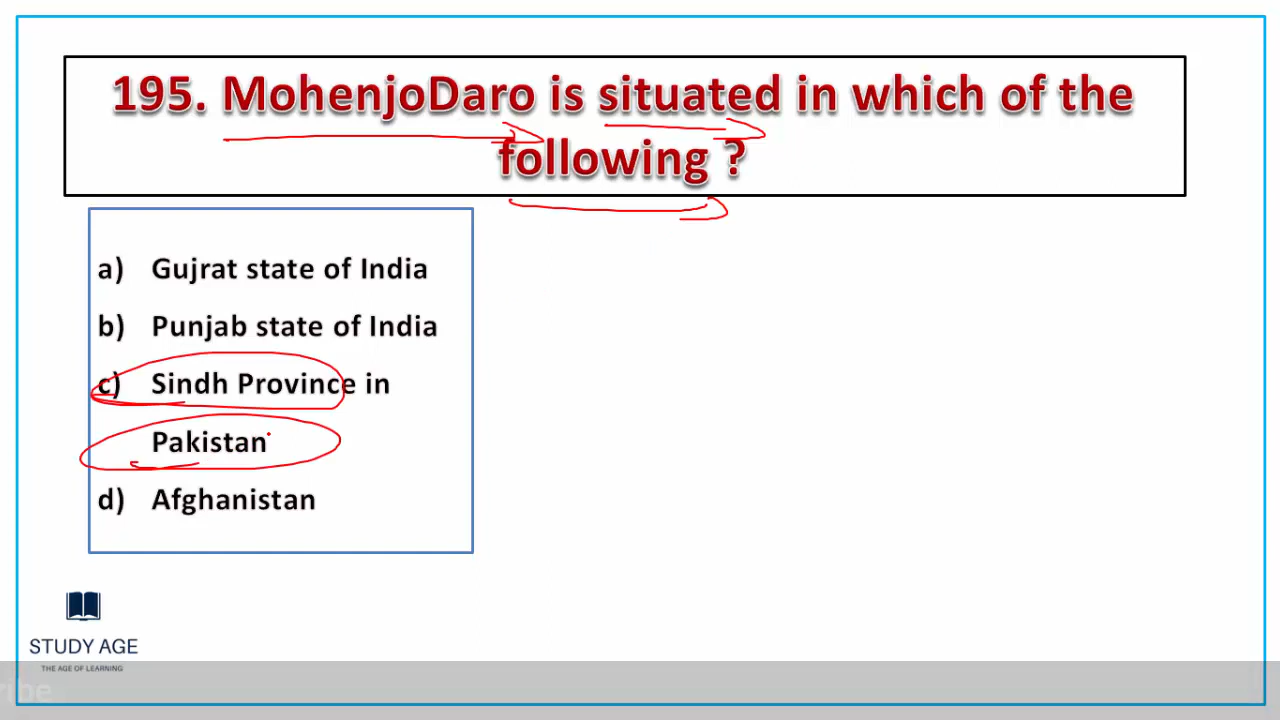 195. MohenjoDaro is situated in which of the
following ?
a) Gujrat state of India
b) Punjab state of India
c) Sindh Province in
Pakistan
d) Afghanistan
STUDY AGE
THE AGE OF LEARNING